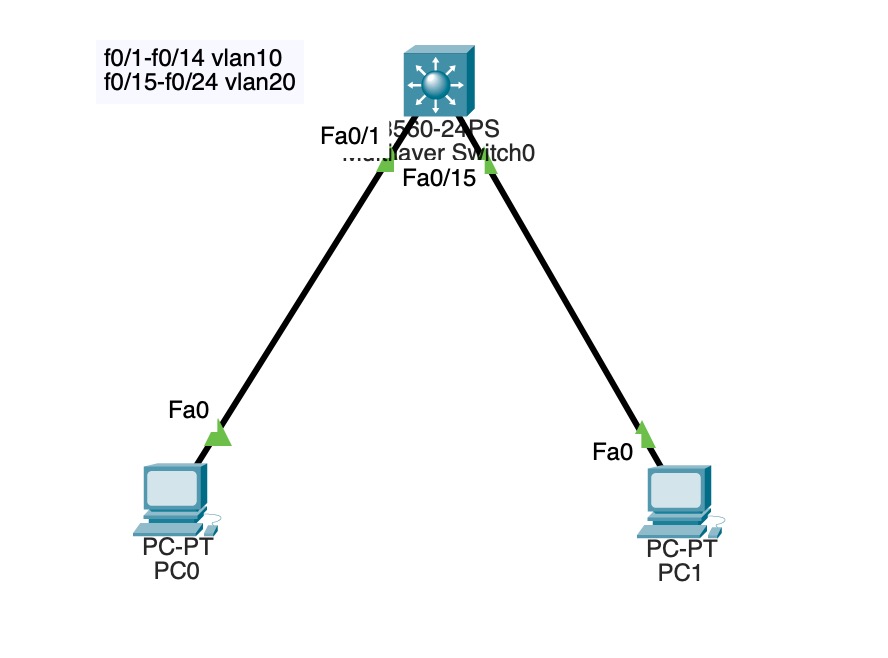 f0/1-f0/14 vlan10
f0/15-f0/24 vlan20
Fa0/1
3560-24PS
Multilayer Switch0
Fa0/15
Fa0
Fa0
PC-PT
PC0
PC-PT
PC1